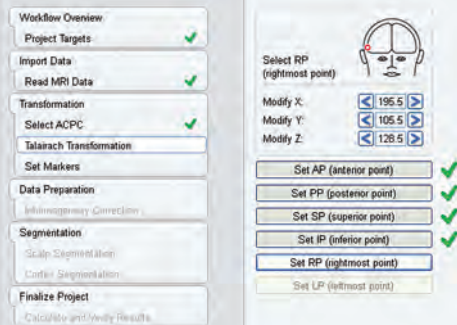 Workflow Overview
Project Targets
Import Data
Read MRI Data
Transformation
Select ACPC
Talairach Transformation
Set Markers
Data Preparation
Inhomogeneity Correction
Segmentation
Scalp Segmentation
Cortex Segmentation
Finalize Project
Calculate and Verify Results
Select RP
(rightmost point)
Modify X: 195.5
Modify Y: 105.5
Modify Z: 128.5
Set AP (anterior point)
Set PP (posterior point)
Set SP (superior point)
Set IP (inferior point)
Set RP (rightmost point)
Set LP (leftmost point)